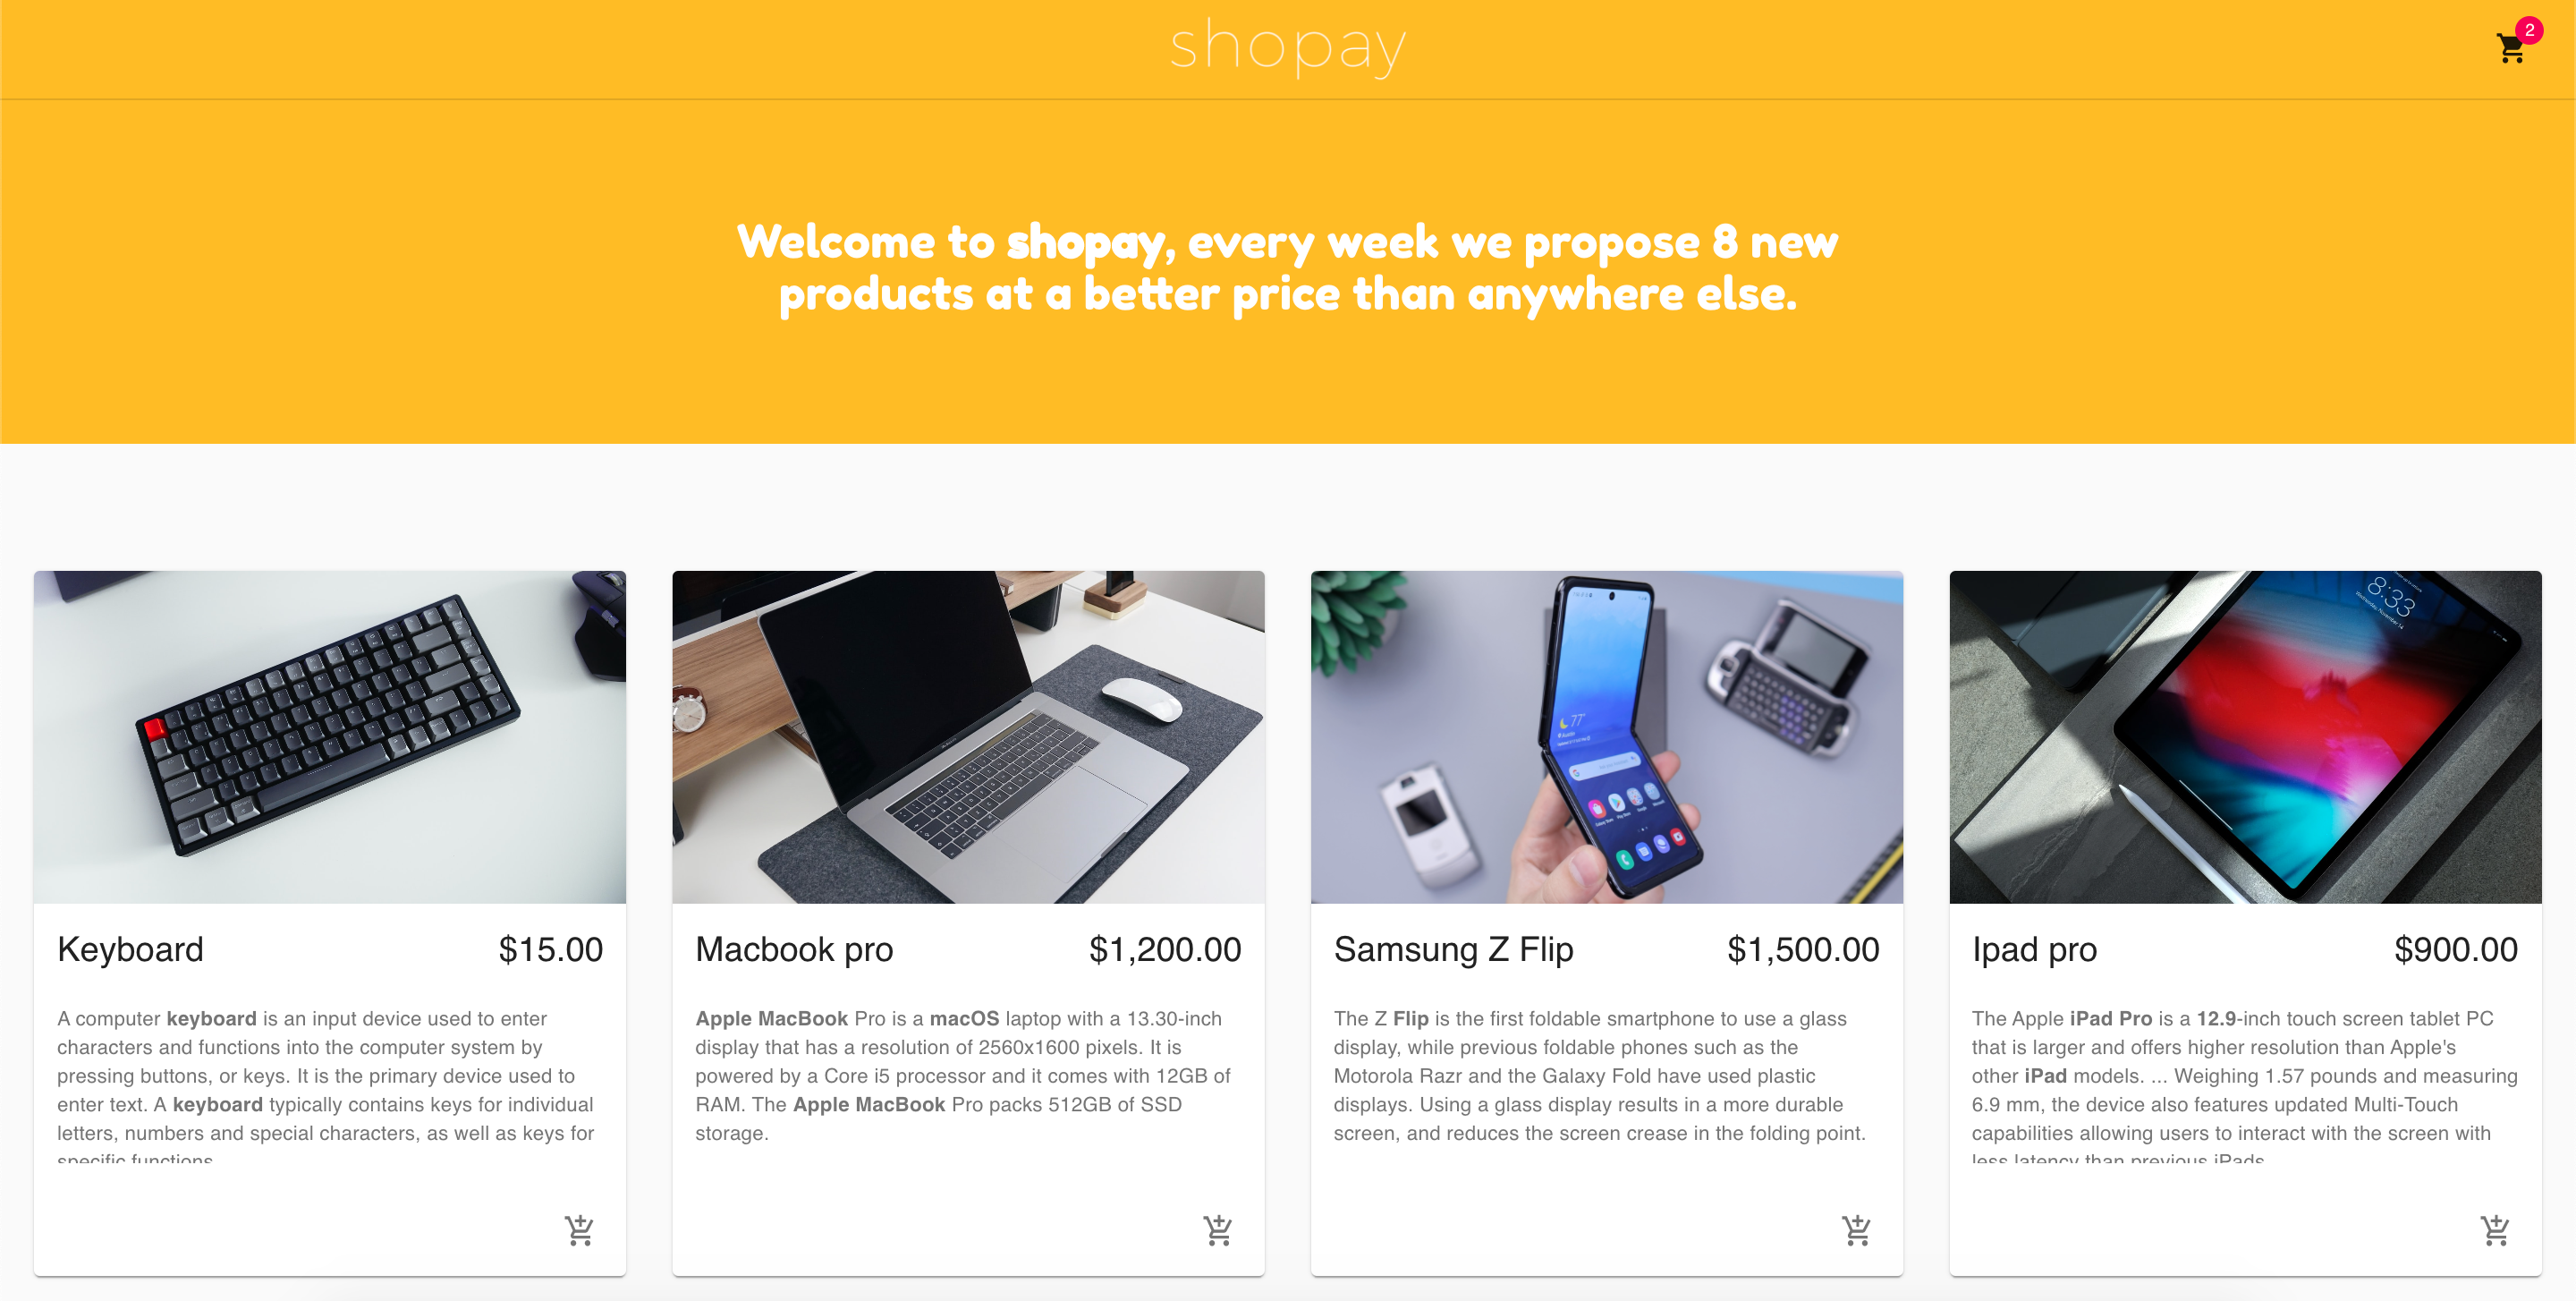 shopay
2
Welcome to shopay, every week we propose 8 new
products at a better price than anywhere else.
8:33
77°
Keyboard $15.00
A computer keyboard is an input device used to enter
characters and functions into the computer system by
pressing buttons, or keys. It is the primary device used to
enter text. A keyboard typically contains keys for individual
letters, numbers and special characters, as well as keys for
specific functions.
Macbook pro $1,200.00
Apple MacBook Pro is a macOS laptop with a 13.30-inch
display that has a resolution of 2560x1600 pixels. It is
powered by a Core i5 processor and it comes with 12GB of
RAM. The Apple MacBook Pro packs 512GB of SSD
storage.
Samsung Z Flip $1,500.00
The Z Flip is the first foldable smartphone to use a glass
display, while previous foldable phones such as the
Motorola Razr and the Galaxy Fold have used plastic
displays. Using a glass display results in a more durable
screen, and reduces the screen crease in the folding point.
Ipad pro $900.00
The Apple iPad Pro is a 12.9-inch touch screen tablet PC
that is larger and offers higher resolution than Apple's
other iPad models. ... Weighing 1.57 pounds and measuring
6.9 mm, the device also features updated Multi-Touch
capabilities allowing users to interact with the screen with
less latency than previous iPads